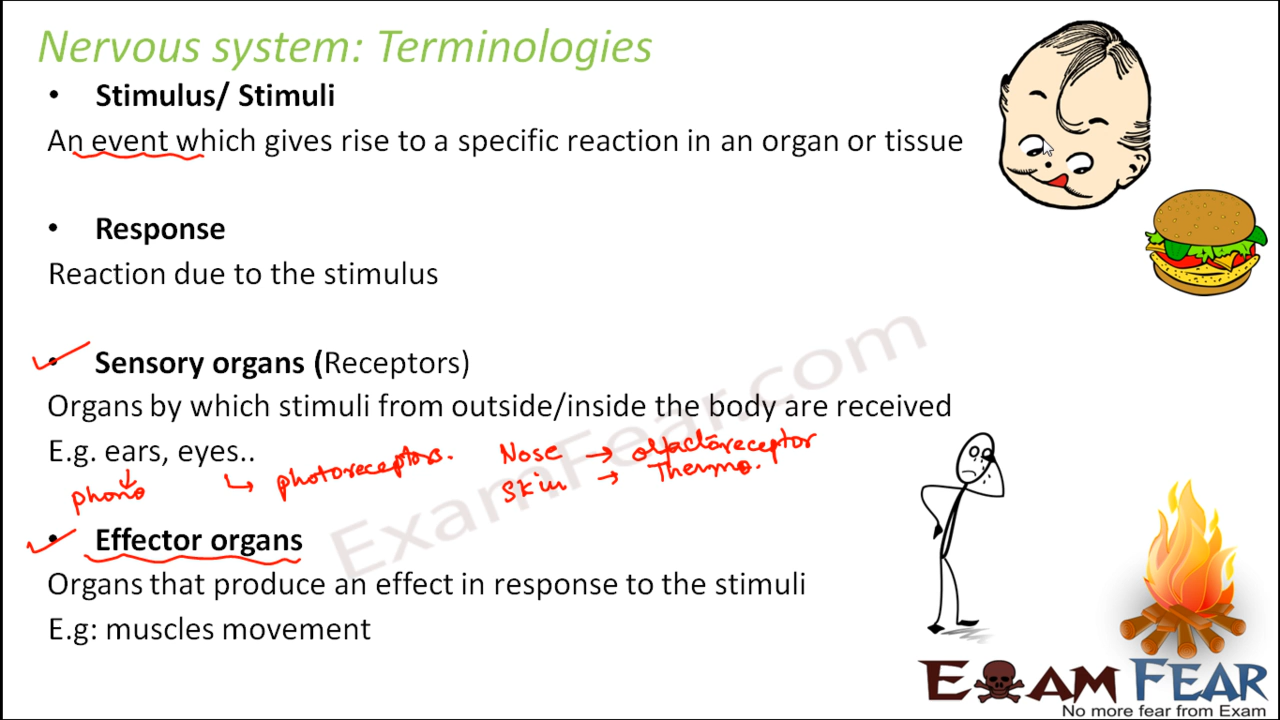 Nervous system: Terminologies
• Stimulus/ Stimuli
An event which gives rise to a specific reaction in an organ or tissue
• Response
Reaction due to the stimulus
• Sensory organs (Receptors)
Organs by which stimuli from outside/inside the body are received
E.g. ears, eyes..
phono
photoreceptors.
Nose → olfactoreceptor
Skin → Thermo.
• Effector organs
Organs that produce an effect in response to the stimuli
E.g: muscles movement
ExamFear.com
EXAM FEAR
No more fear from Exam